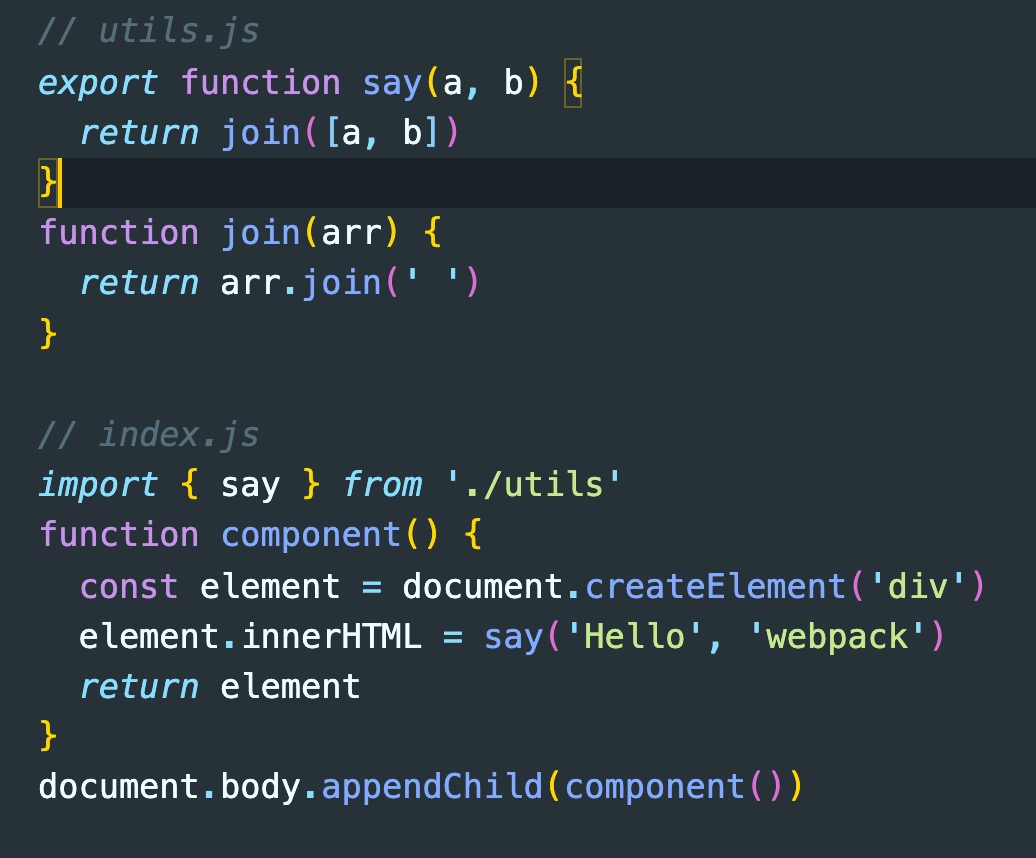 // utils.js
export function say(a, b) {
  return join([a, b])
}
function join(arr) {
  return arr.join(' ')
}

// index.js
import { say } from './utils'
function component() {
  const element = document.createElement('div')
  element.innerHTML = say('Hello', 'webpack')
  return element
}
document.body.appendChild(component())